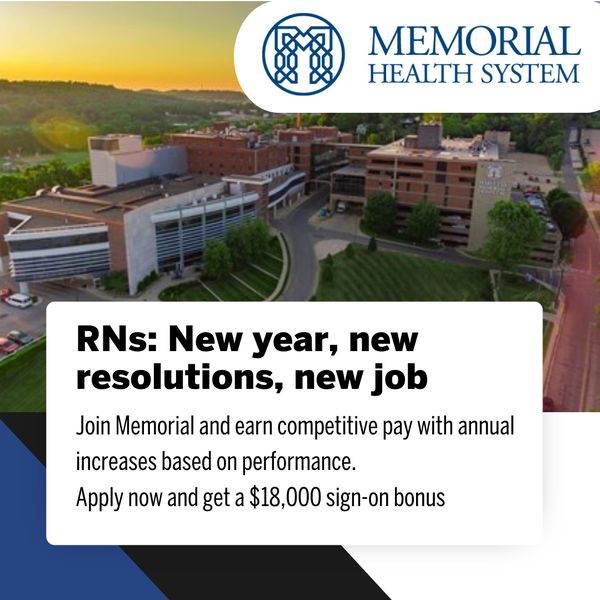 MEMORIAL
HEALTH SYSTEM
RNs: New year, new
resolutions, new job
Join Memorial and earn competitive pay with annual
increases based on performance.
Apply now and get a $18,000 sign-on bonus